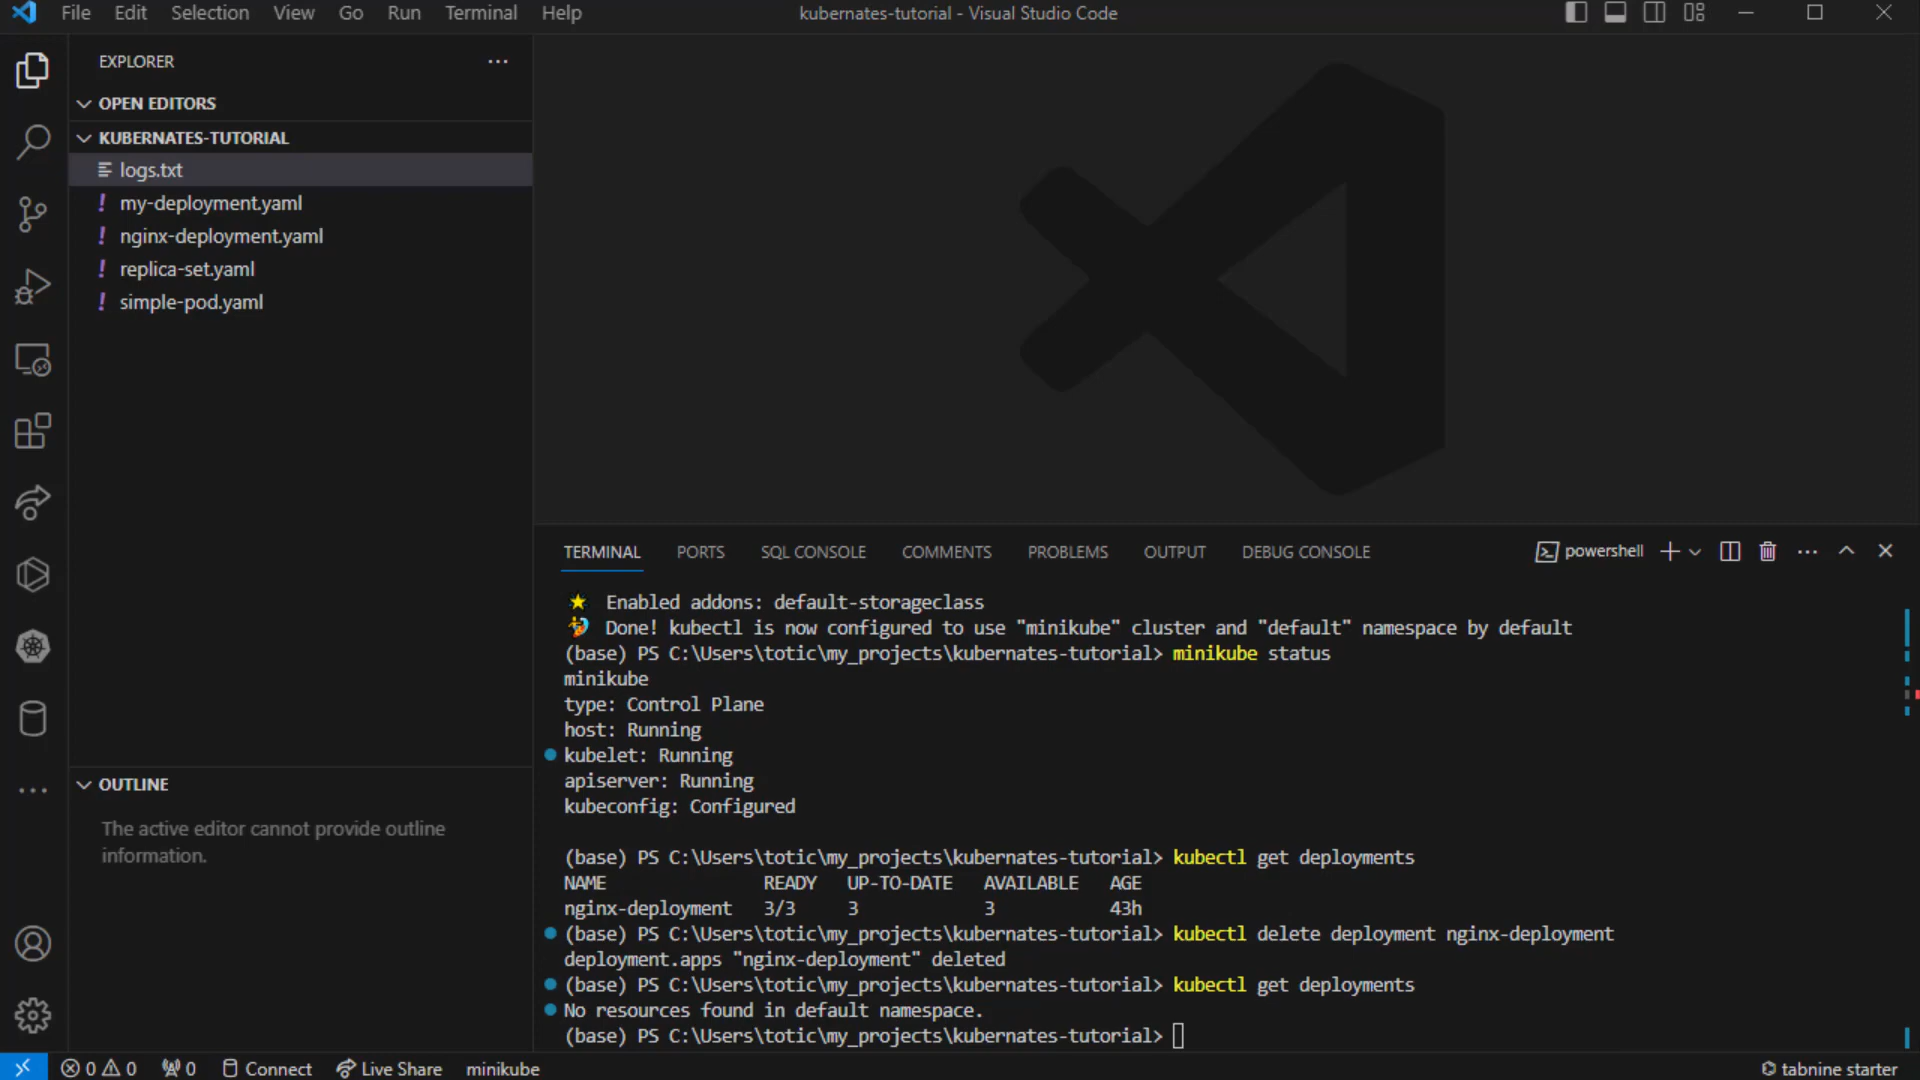 File Edit Selection View Go Run Terminal Help
kubernates-tutorial - Visual Studio Code
EXPLORER
OPEN EDITORS
KUBERNATES-TUTORIAL
logs.txt
! my-deployment.yaml
! nginx-deployment.yaml
! replica-set.yaml
! simple-pod.yaml
OUTLINE
The active editor cannot provide outline
information.
TERMINAL PORTS SQL CONSOLE COMMENTS PROBLEMS OUTPUT DEBUG CONSOLE
powershell
Enabled addons: default-storageclass
Done! kubectl is now configured to use "minikube" cluster and "default" namespace by default
(base) PS C:\Users\totic\my_projects\kubernates-tutorial> minikube status
minikube
type: Control Plane
host: Running
kubelet: Running
apiserver: Running
kubeconfig: Configured
(base) PS C:\Users\totic\my_projects\kubernates-tutorial> kubectl get deployments
NAME READY UP-TO-DATE AVAILABLE AGE
nginx-deployment 3/3 3 3 43h
(base) PS C:\Users\totic\my_projects\kubernates-tutorial> kubectl delete deployment nginx-deployment
deployment.apps "nginx-deployment" deleted
(base) PS C:\Users\totic\my_projects\kubernates-tutorial> kubectl get deployments
No resources found in default namespace.
(base) PS C:\Users\totic\my_projects\kubernates-tutorial>
0 0 0 Connect Live Share minikube
tabnine starter